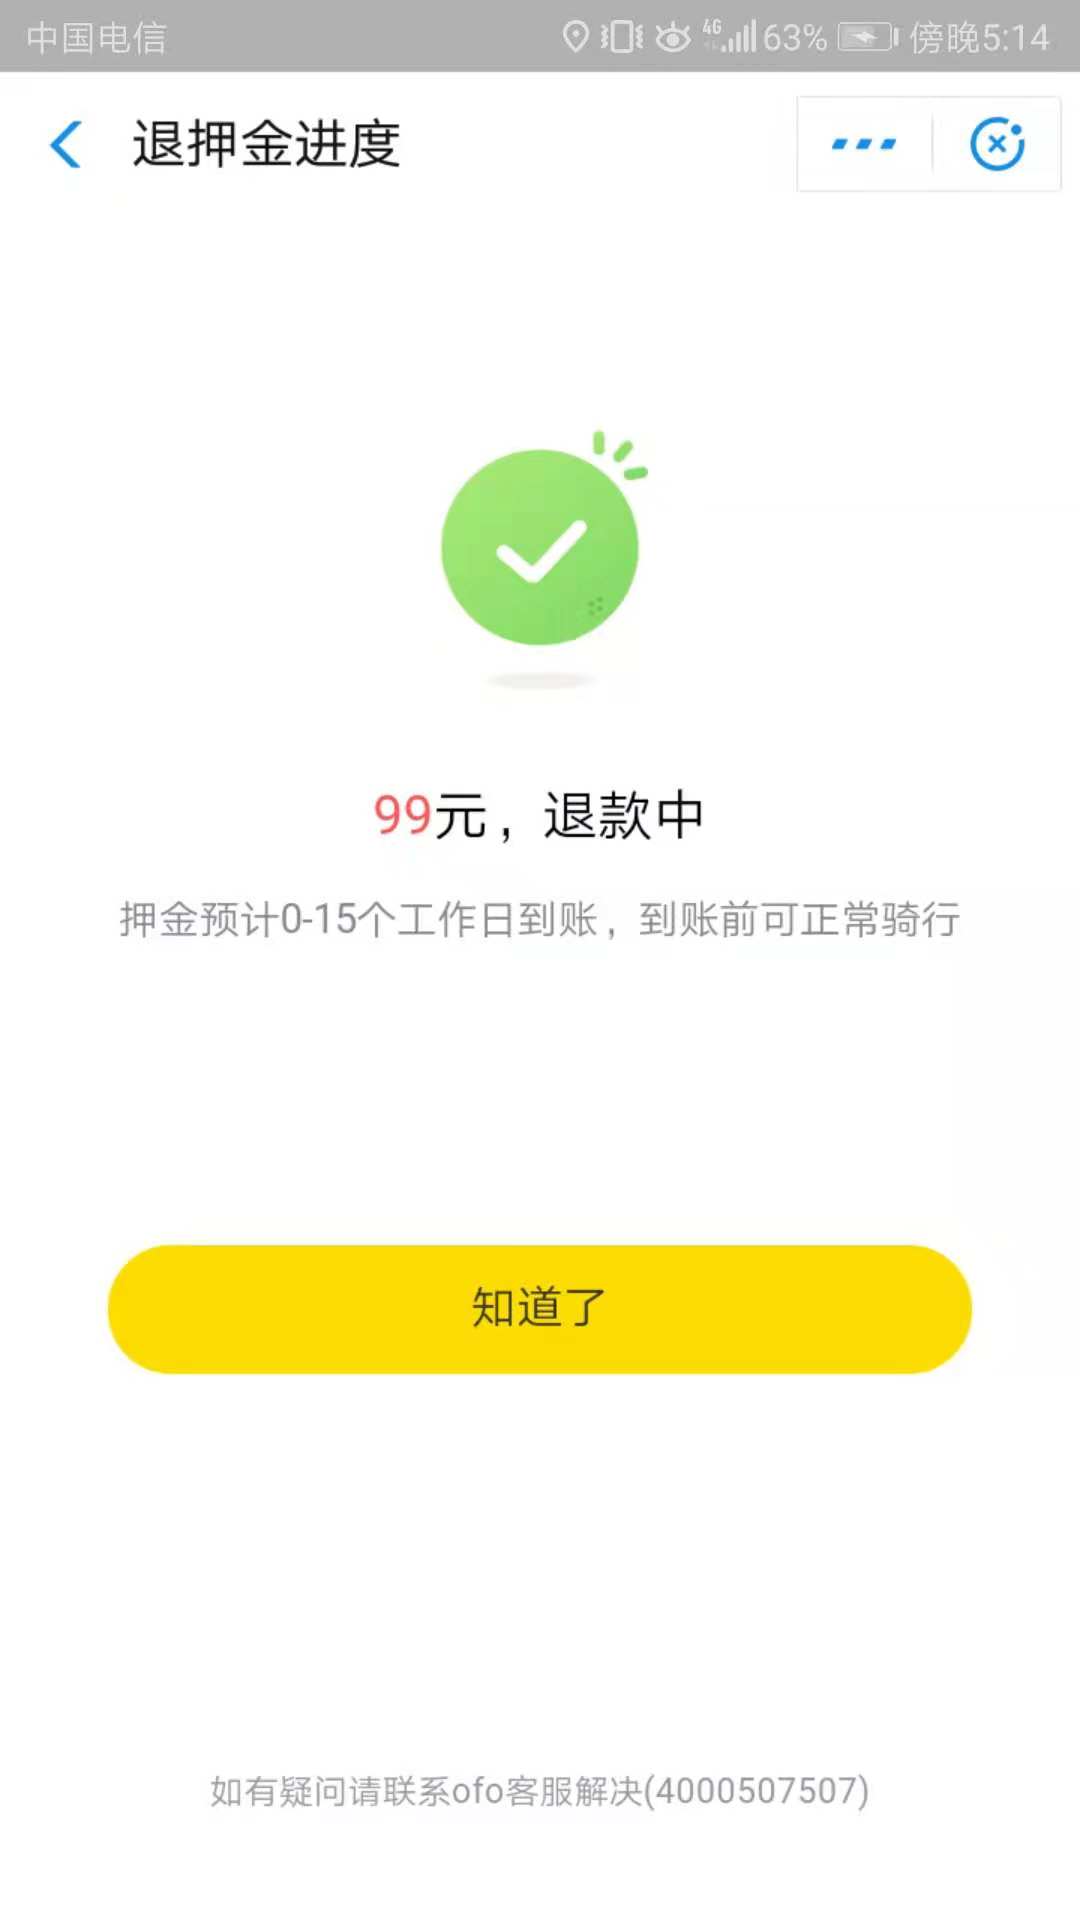 中国电信 4G 63% 傍晚5:14
退押金进度
99元，退款中
押金预计0-15个工作日到账，到账前可正常骑行
知道了
如有疑问请联系ofo客服解决(4000507507)